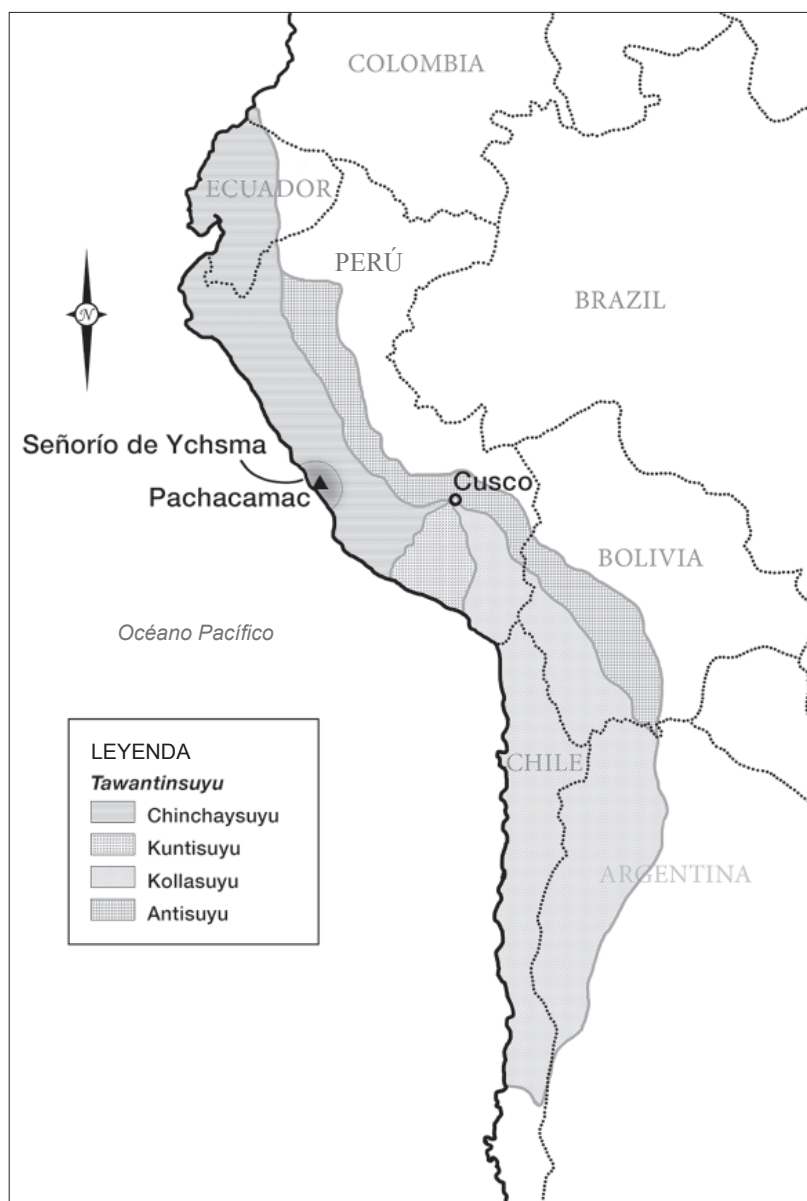 COLOMBIA
ECUADOR
PERÚ
BRAZIL
N
Señorío de Ychsma
Pachacamac
Cusco
BOLIVIA
Océano Pacífico
LEYENDA
Tawantinsuyu
Chinchaysuyu
Kuntisuyu
Kollasuyu
Antisuyu
CHILE
ARGENTINA